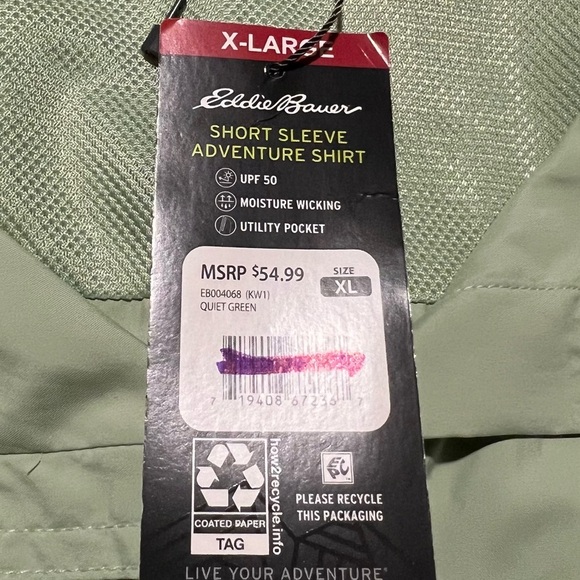 X-LARGE
Eddie Bauer
SHORT SLEEVE
ADVENTURE SHIRT
UPF 50
MOISTURE WICKING
UTILITY POCKET
MSRP $54.99
SIZE
XL
EB004068 (KW1)
QUIET GREEN
7 19408 67236 7
how2recycle.info
COATED PAPER
TAG
PLEASE RECYCLE
THIS PACKAGING
LIVE YOUR ADVENTURE®